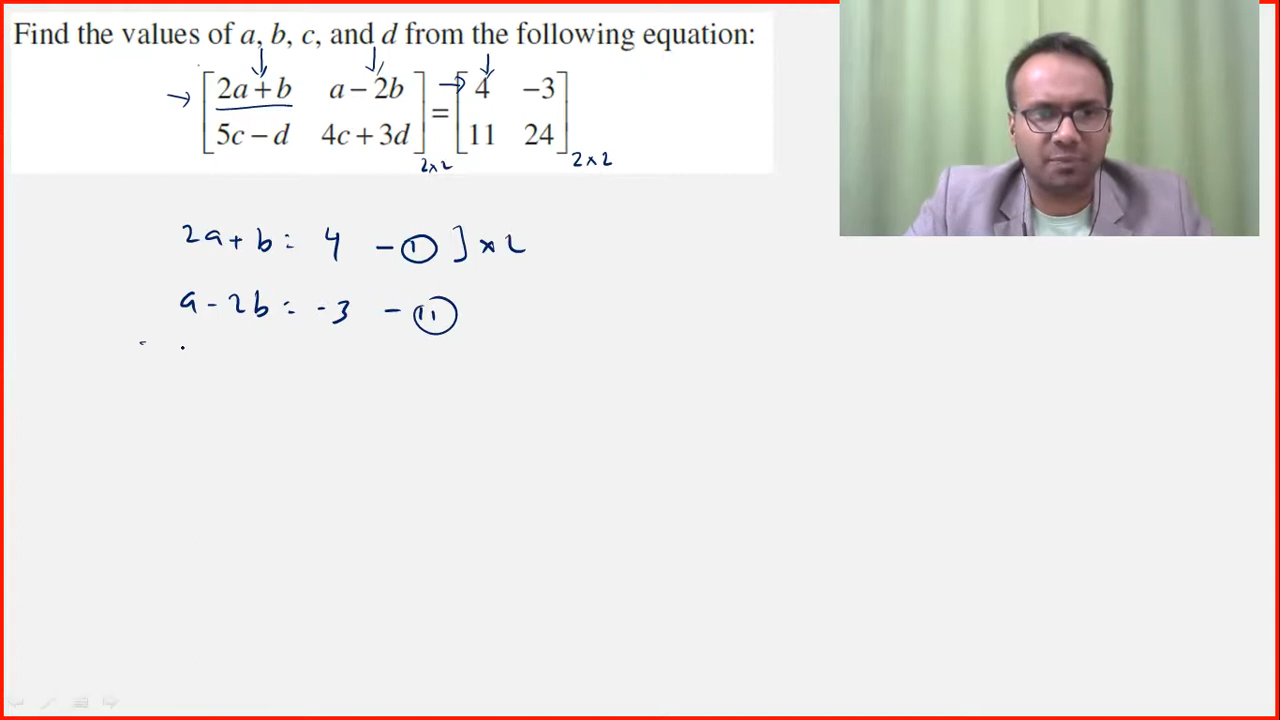 Find the values of a, b, c, and d from the following equation:
→ [2a + b a − 2b] = → [4 −3]
[5c − d 4c + 3d] 2×2 [11 24] 2×2
2a + b = 4 - ① ] × 2
a - 2b = -3 - (11)